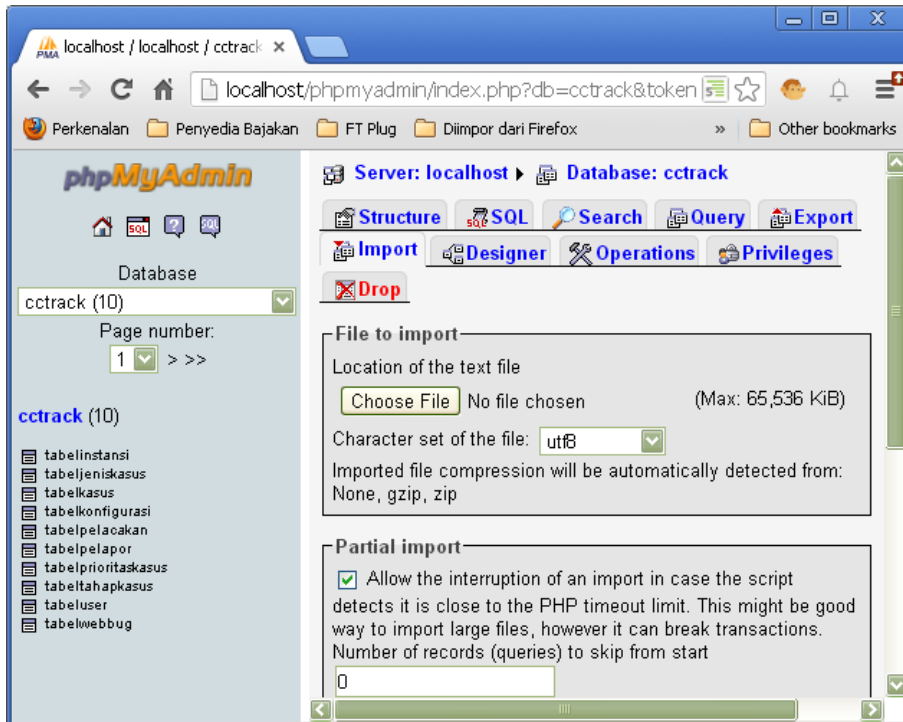 localhost / localhost / cctrack
localhost/phpmyadmin/index.php?db=cctrack&token
Perkenalan Penyedia Bajakan FT Plug Diimpor dari Firefox » Other bookmarks
phpMyAdmin
Database
cctrack (10)
Page number:
1 > >>
cctrack (10)
tabelinstansi
tabeljeniskasus
tabelkasus
tabelkonfigurasi
tabelpelacakan
tabelpelapor
tabelprioritaskasus
tabeltahapkasus
tabeluser
tabelwebbug
Server: localhost Database: cctrack
Structure SQL Search Query Export
Import Designer Operations Privileges
Drop
File to import
Location of the text file
Choose File No file chosen (Max: 65,536 KiB)
Character set of the file: utf8
Imported file compression will be automatically detected from:
None, gzip, zip
Partial import
Allow the interruption of an import in case the script
detects it is close to the PHP timeout limit. This might be good
way to import large files, however it can break transactions.
Number of records (queries) to skip from start
0